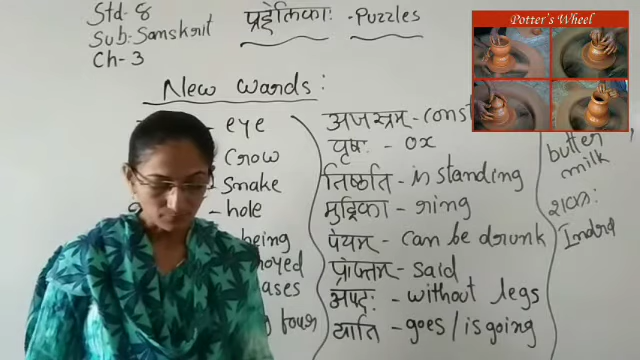 Std-8
Sub: Sanskrit
Ch-3
प्रहेलिकाः - Puzzles
Potter's Wheel
New words:
eye
Crow
Snake
- hole
being
oyed
ases
four
अजस्रम् - const
वृषः - ox
तिष्ठति - is standing
मुद्रिका - ring
पेयम् - can be drunk
प्रोक्तम् - said
अपदः - without legs
याति - goes/is going
butter
milk
शक्रः
Indra